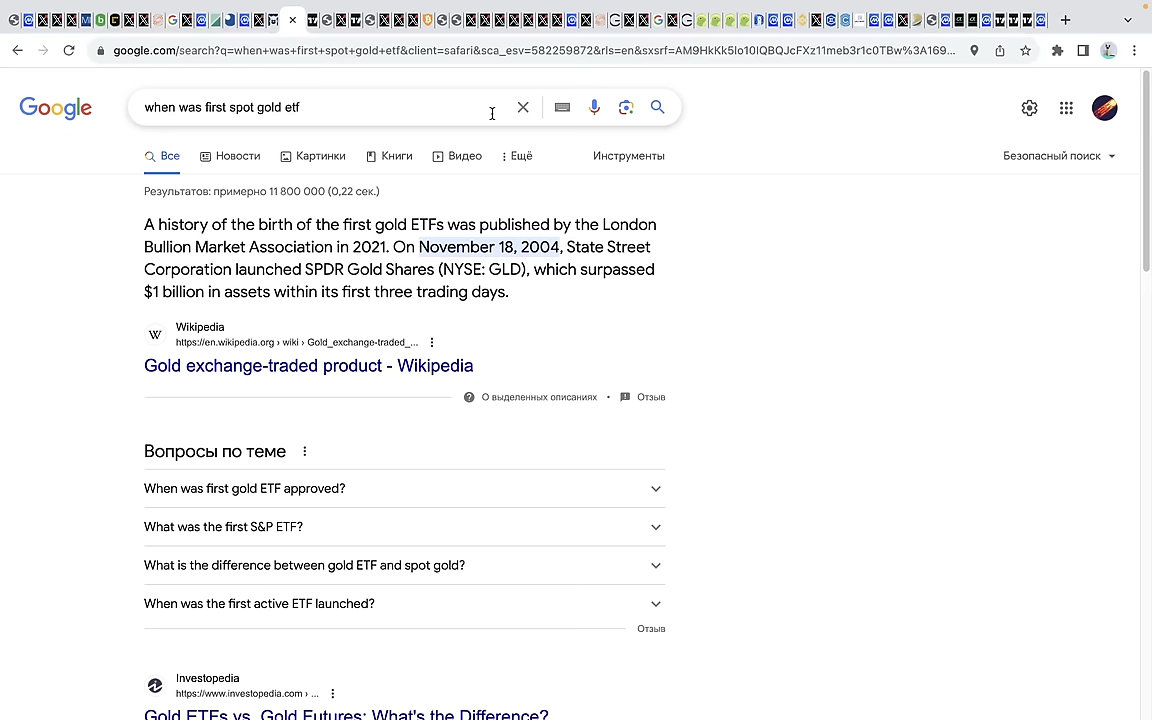 google.com/search?q=when+was+first+spot+gold+etf&client=safari&sca_esv=582259872&rls=en&sxsrf=AM9HkKk5lo10IQBQJcFXz11meb3r1c0TBw%3A169...
Google
when was first spot gold etf
Все Новости Картинки Книги Видео Ещё Инструменты Безопасный поиск
Результатов: примерно 11 800 000 (0,22 сек.)
A history of the birth of the first gold ETFs was published by the London
Bullion Market Association in 2021. On November 18, 2004, State Street
Corporation launched SPDR Gold Shares (NYSE: GLD), which surpassed
$1 billion in assets within its first three trading days.
Wikipedia
https://en.wikipedia.org › wiki › Gold_exchange-traded_...
Gold exchange-traded product - Wikipedia
О выделенных описаниях • Отзыв
Вопросы по теме
When was first gold ETF approved?
What was the first S&P ETF?
What is the difference between gold ETF and spot gold?
When was the first active ETF launched?
Отзыв
Investopedia
https://www.investopedia.com › ...
Gold ETFs vs. Gold Futures: What's the Difference?